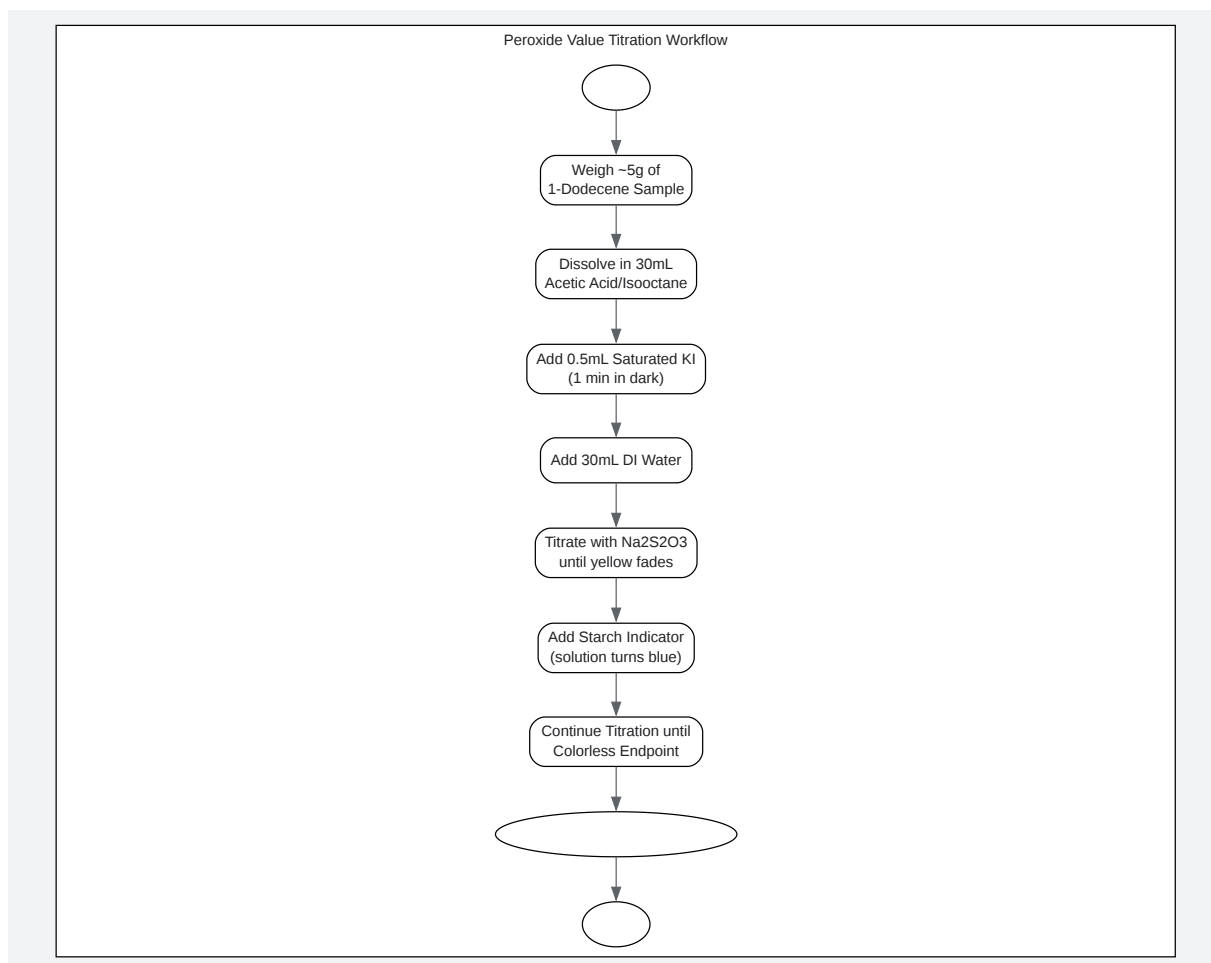 Peroxide Value Titration Workflow
Weigh ~5g of
1-Dodecene Sample
Dissolve in 30mL
Acetic Acid/Isooctane
Add 0.5mL Saturated KI
(1 min in dark)
Add 30mL DI Water
Titrate with Na2S2O3
until yellow fades
Add Starch Indicator
(solution turns blue)
Continue Titration until
Colorless Endpoint